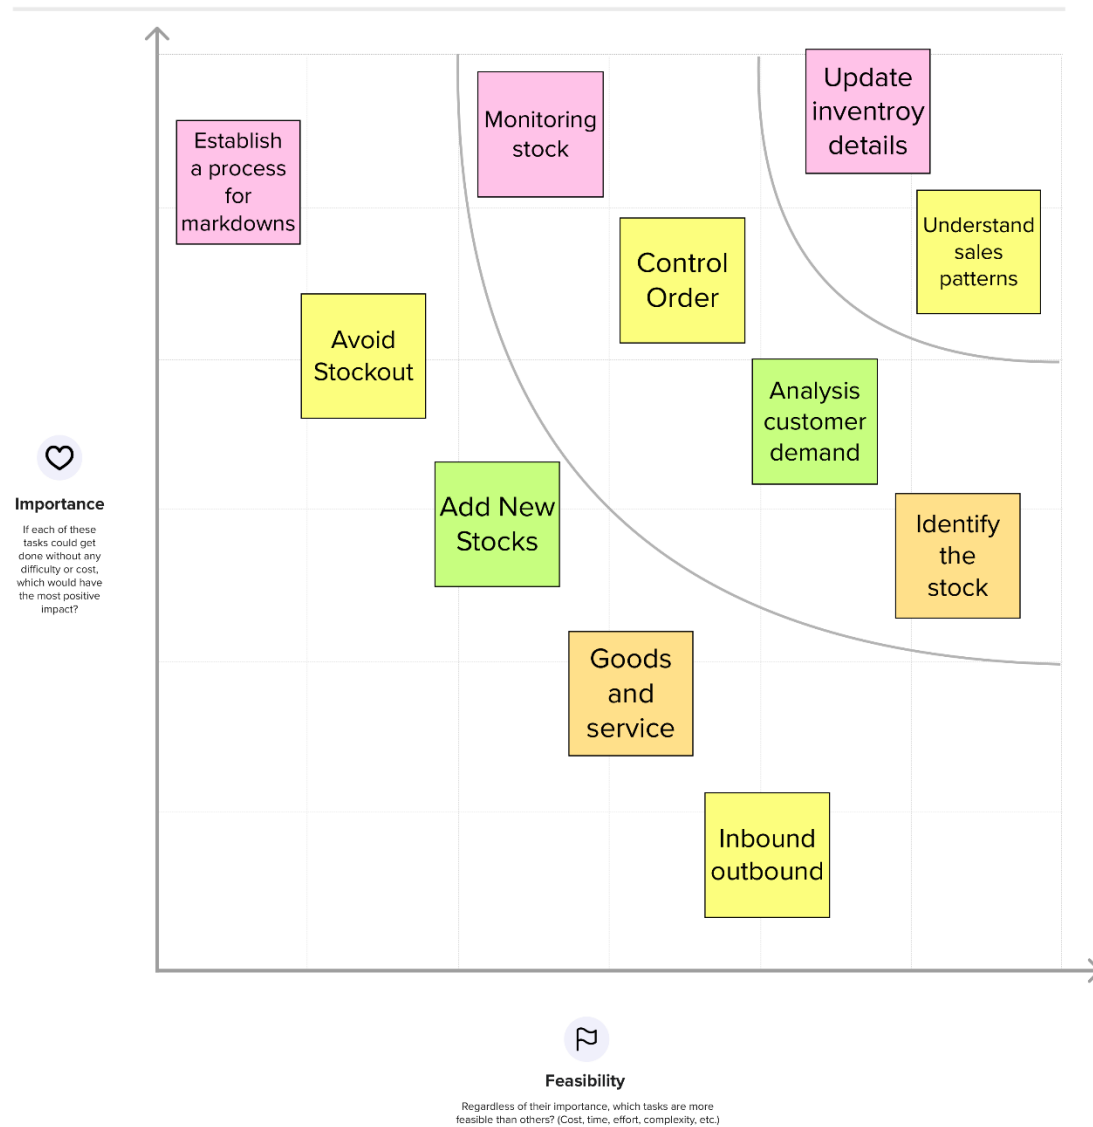 Update
inventroy
details
Monitoring
stock
Establish
a process
for
markdowns
Understand
sales
patterns
Control
Order
Avoid
Stockout
Analysis
customer
demand
Add New
Stocks
Identify
the
stock
Importance
If each of these
tasks could get
done without any
difficulty or cost,
which would have
the most positive
impact?
Goods
and
service
Inbound
outbound
Feasibility
Regardless of their importance, which tasks are more
feasible than others? (Cost, time, effort, complexity, etc.)